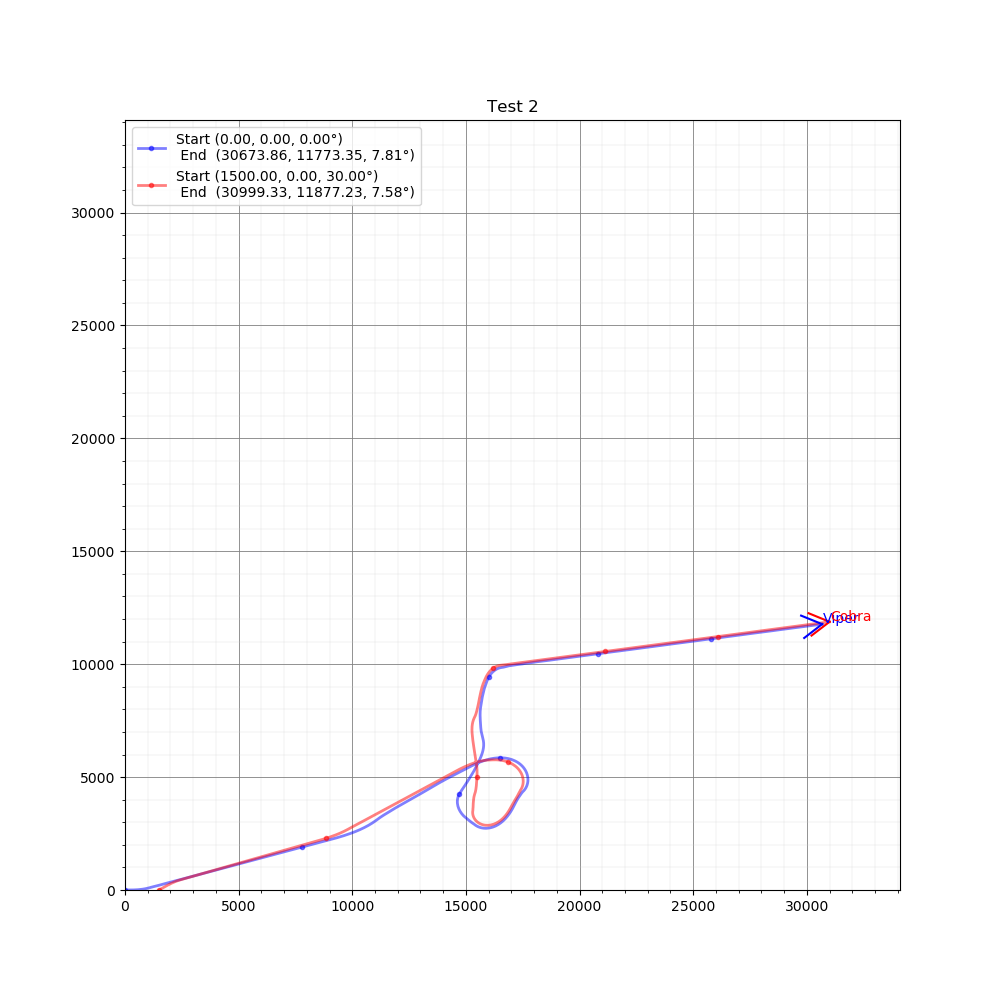 Test 2
Start (0.00, 0.00, 0.00°)
End  (30673.86, 11773.35, 7.81°)
Start (1500.00, 0.00, 30.00°)
End  (30999.33, 11877.23, 7.58°)
30000
25000
20000
15000
10000
5000
0
Cobra
Viper
0 5000 10000 15000 20000 25000 30000